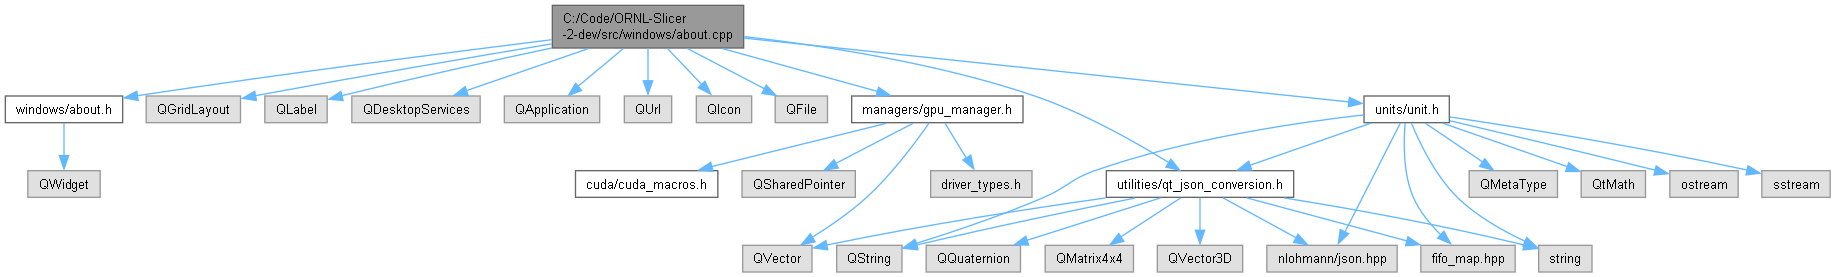 C:/Code/ORNL-Slicer
-2-dev/src/windows/about.cpp
windows/about.h
QGridLayout
QLabel
QDesktopServices
QApplication
QUrl
QIcon
QFile
managers/gpu_manager.h
units/unit.h
QWidget
cuda/cuda_macros.h
QSharedPointer
driver_types.h
utilities/qt_json_conversion.h
QMetaType
QtMath
ostream
sstream
QVector
QString
QQuaternion
QMatrix4x4
QVector3D
nlohmann/json.hpp
fifo_map.hpp
string